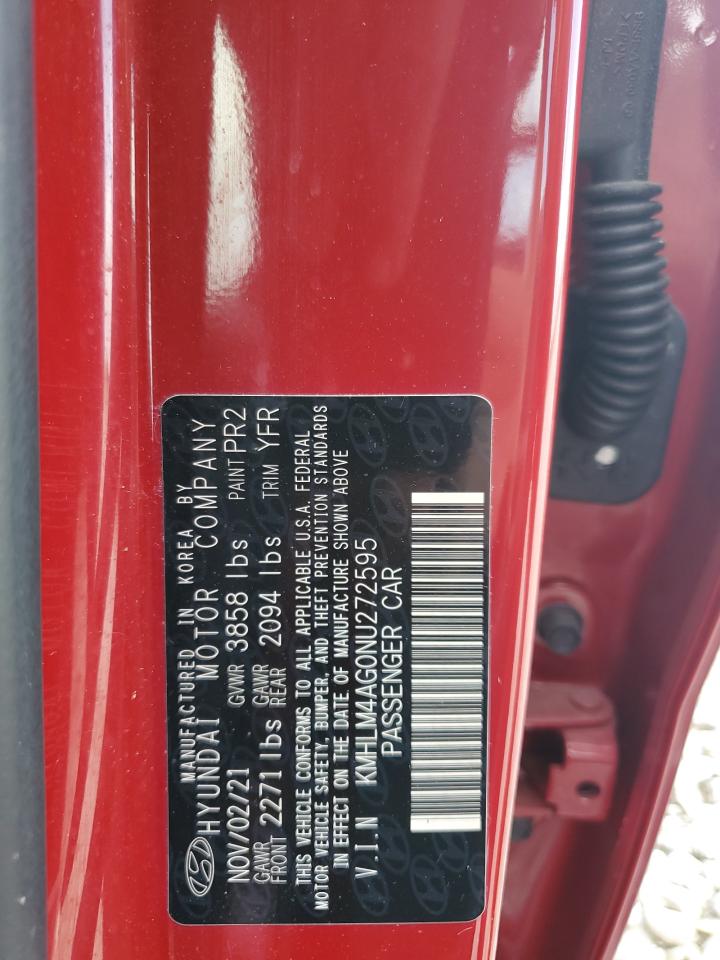 MANUFACTURED IN KOREA BY
HYUNDAI MOTOR COMPANY
NOV/02/21 GVWR 3858 lbs PAINT PR2
GAWR FRONT 2271 lbs GAWR REAR 2094 lbs TRIM YFR
THIS VEHICLE CONFORMS TO ALL APPLICABLE U.S.A. FEDERAL
MOTOR VEHICLE SAFETY, BUMPER, AND THEFT PREVENTION STANDARDS
IN EFFECT ON THE DATE OF MANUFACTURE SHOWN ABOVE
V.I.N KMHLM4AG0NU272595
PASSENGER CAR